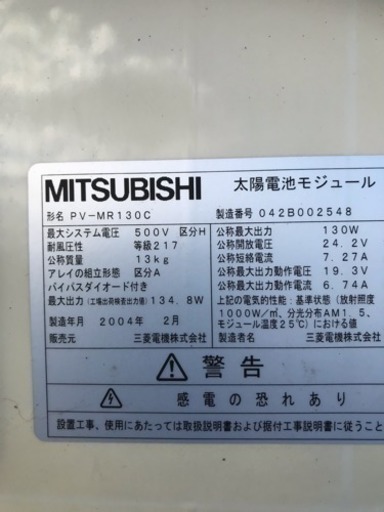 MITSUBISHI 太陽電池モジュール
形名 PV-MR130C 製造番号 042B002548
最大システム電圧 500V 区分H
耐風圧性 等級217
公称質量 13kg
アレイの組立形態 区分A
バイパスダイオード付き
最大出力(工場出荷検査出力値)134.8W
公称最大出力 130W
公称開放電圧 24.2V
公称短絡電流 7.27A
公称最大出力動作電圧 19.3V
公称最大出力動作電流 6.74A
上記の電気的性能:基準状態(放射照度
1000W/㎡、分光分布AM1.5、
モジュール温度25℃)における値
製造年月 2004年 2月
販売元 三菱電機株式会社
製造者 三菱電機株式会社
警告
感電の恐れあり
設置工事、使用にあたっては取扱説明書および据付工事説明書に従うこと